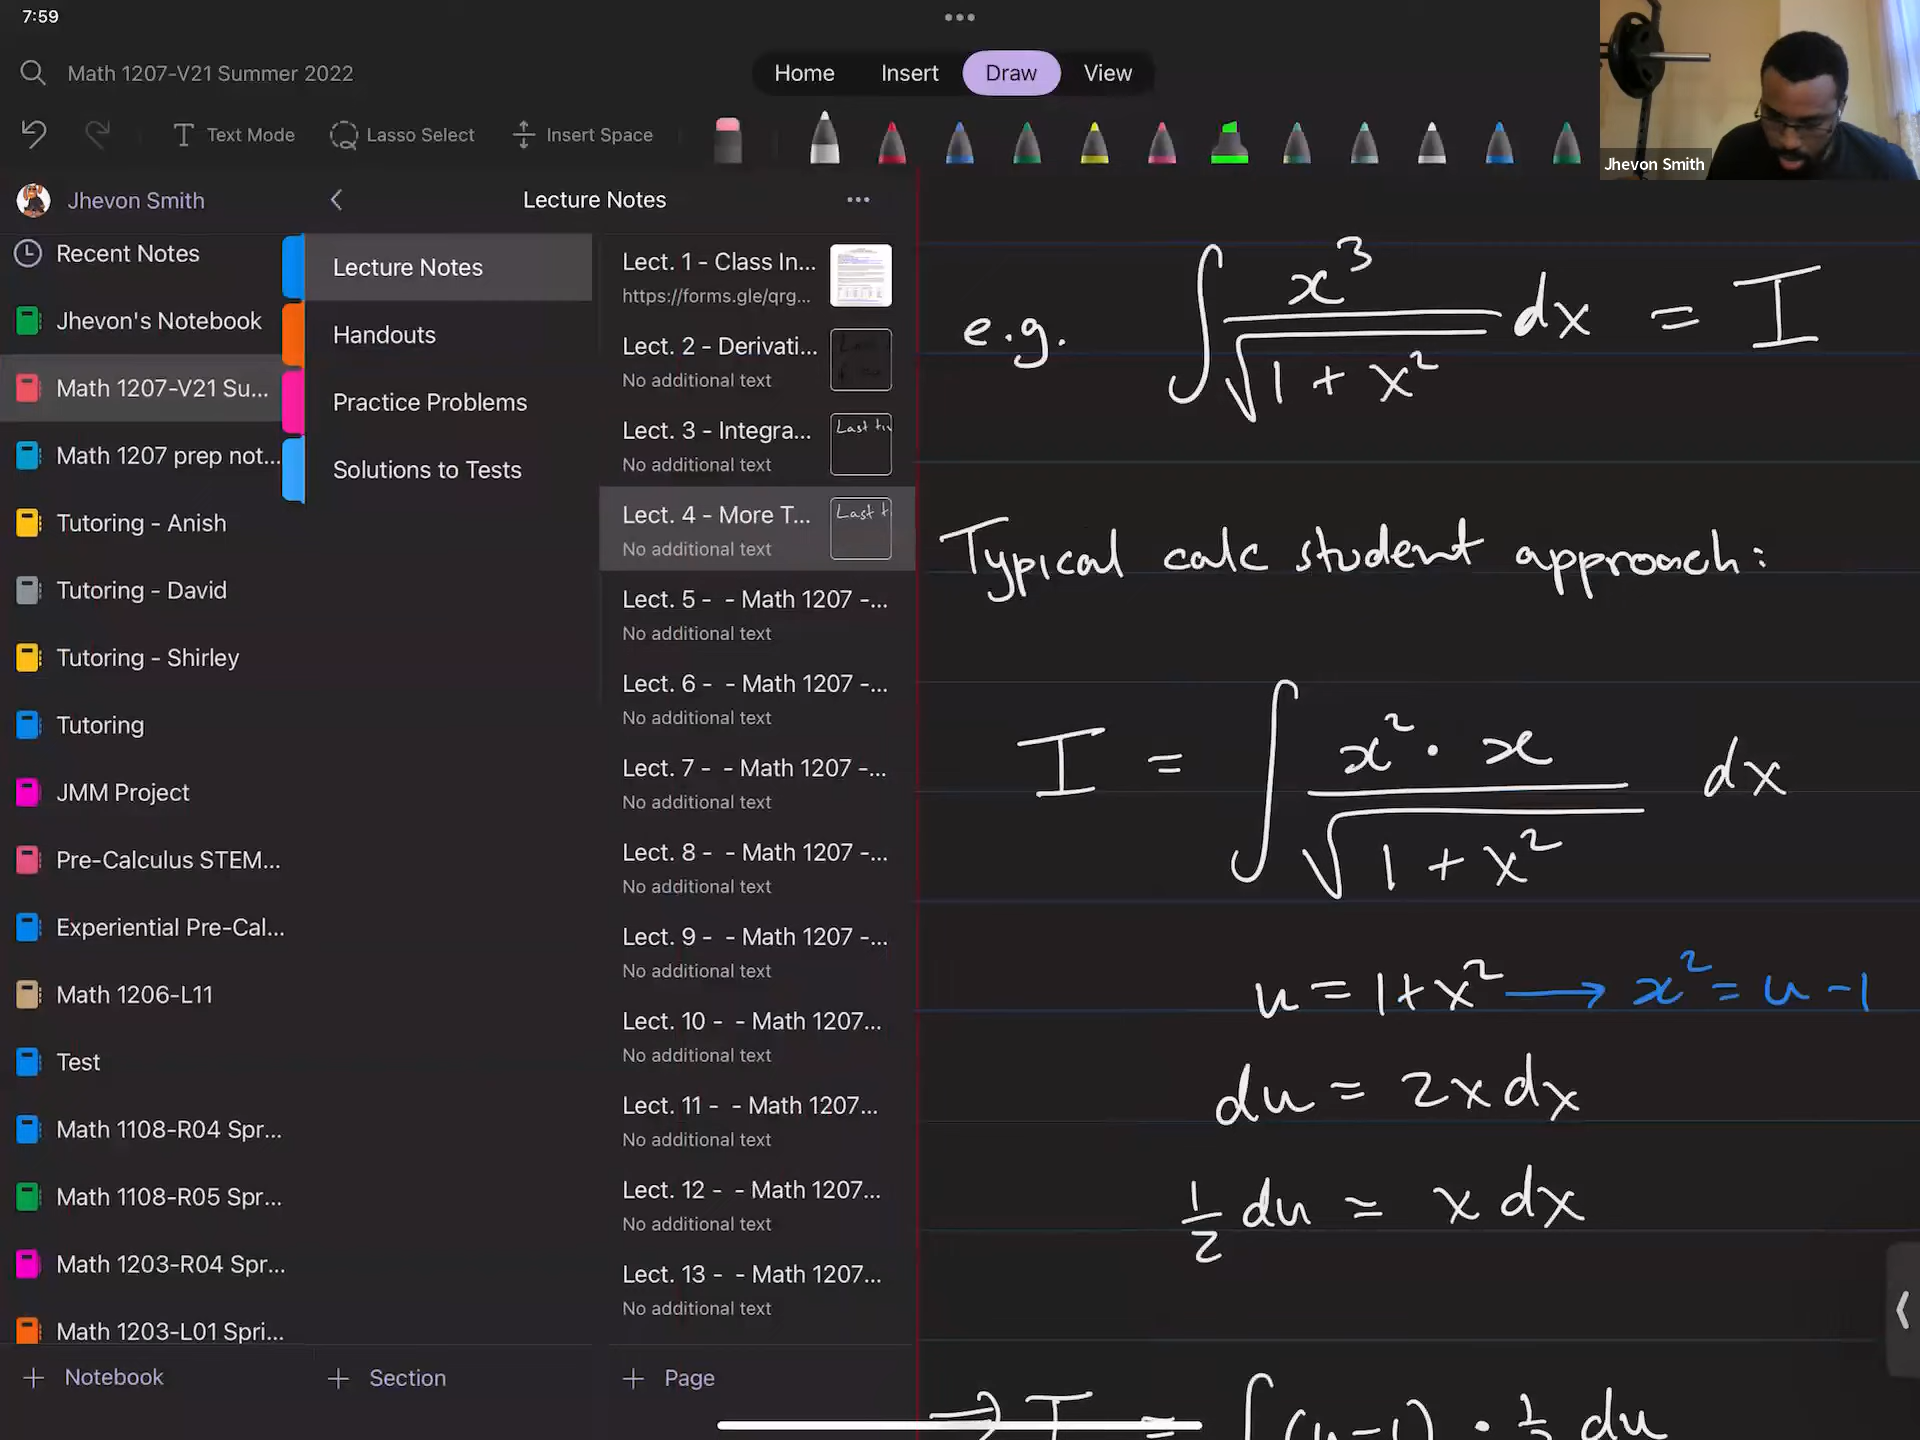 7:59
Math 1207-V21 Summer 2022
Home Insert Draw View
Text Mode Lasso Select Insert Space
Jhevon Smith
Jhevon Smith
Recent Notes
Jhevon's Notebook
Math 1207-V21 Su...
Math 1207 prep not...
Tutoring - Anish
Tutoring - David
Tutoring - Shirley
Tutoring
JMM Project
Pre-Calculus STEM...
Experiential Pre-Cal...
Math 1206-L11
Test
Math 1108-R04 Spr...
Math 1108-R05 Spr...
Math 1203-R04 Spr...
Math 1203-L01 Spri...
+ Notebook
Lecture Notes
Handouts
Practice Problems
Solutions to Tests
+ Section
Lecture Notes
Lect. 1 - Class In...
https://forms.gle/qrg...
Lect. 2 - Derivati...
No additional text
Lect. 3 - Integra...
No additional text
Last ti
Lect. 4 - More T...
No additional text
Last t
Lect. 5 - - Math 1207 -...
No additional text
Lect. 6 - - Math 1207 -...
No additional text
Lect. 7 - - Math 1207 -...
No additional text
Lect. 8 - - Math 1207 -...
No additional text
Lect. 9 - - Math 1207 -...
No additional text
Lect. 10 - - Math 1207...
No additional text
Lect. 11 - - Math 1207...
No additional text
Lect. 12 - - Math 1207...
No additional text
Lect. 13 - - Math 1207...
No additional text
+ Page
e.g. ∫ x³/√(1 + x²) dx = I
Typical calc student approach:
I = ∫ x² · x/√(1 + x²) dx
u = 1+x² → x² = u - 1
du = 2x dx
1/2 du = x dx
⇒ I = ∫ (u-1) · 1/2 du